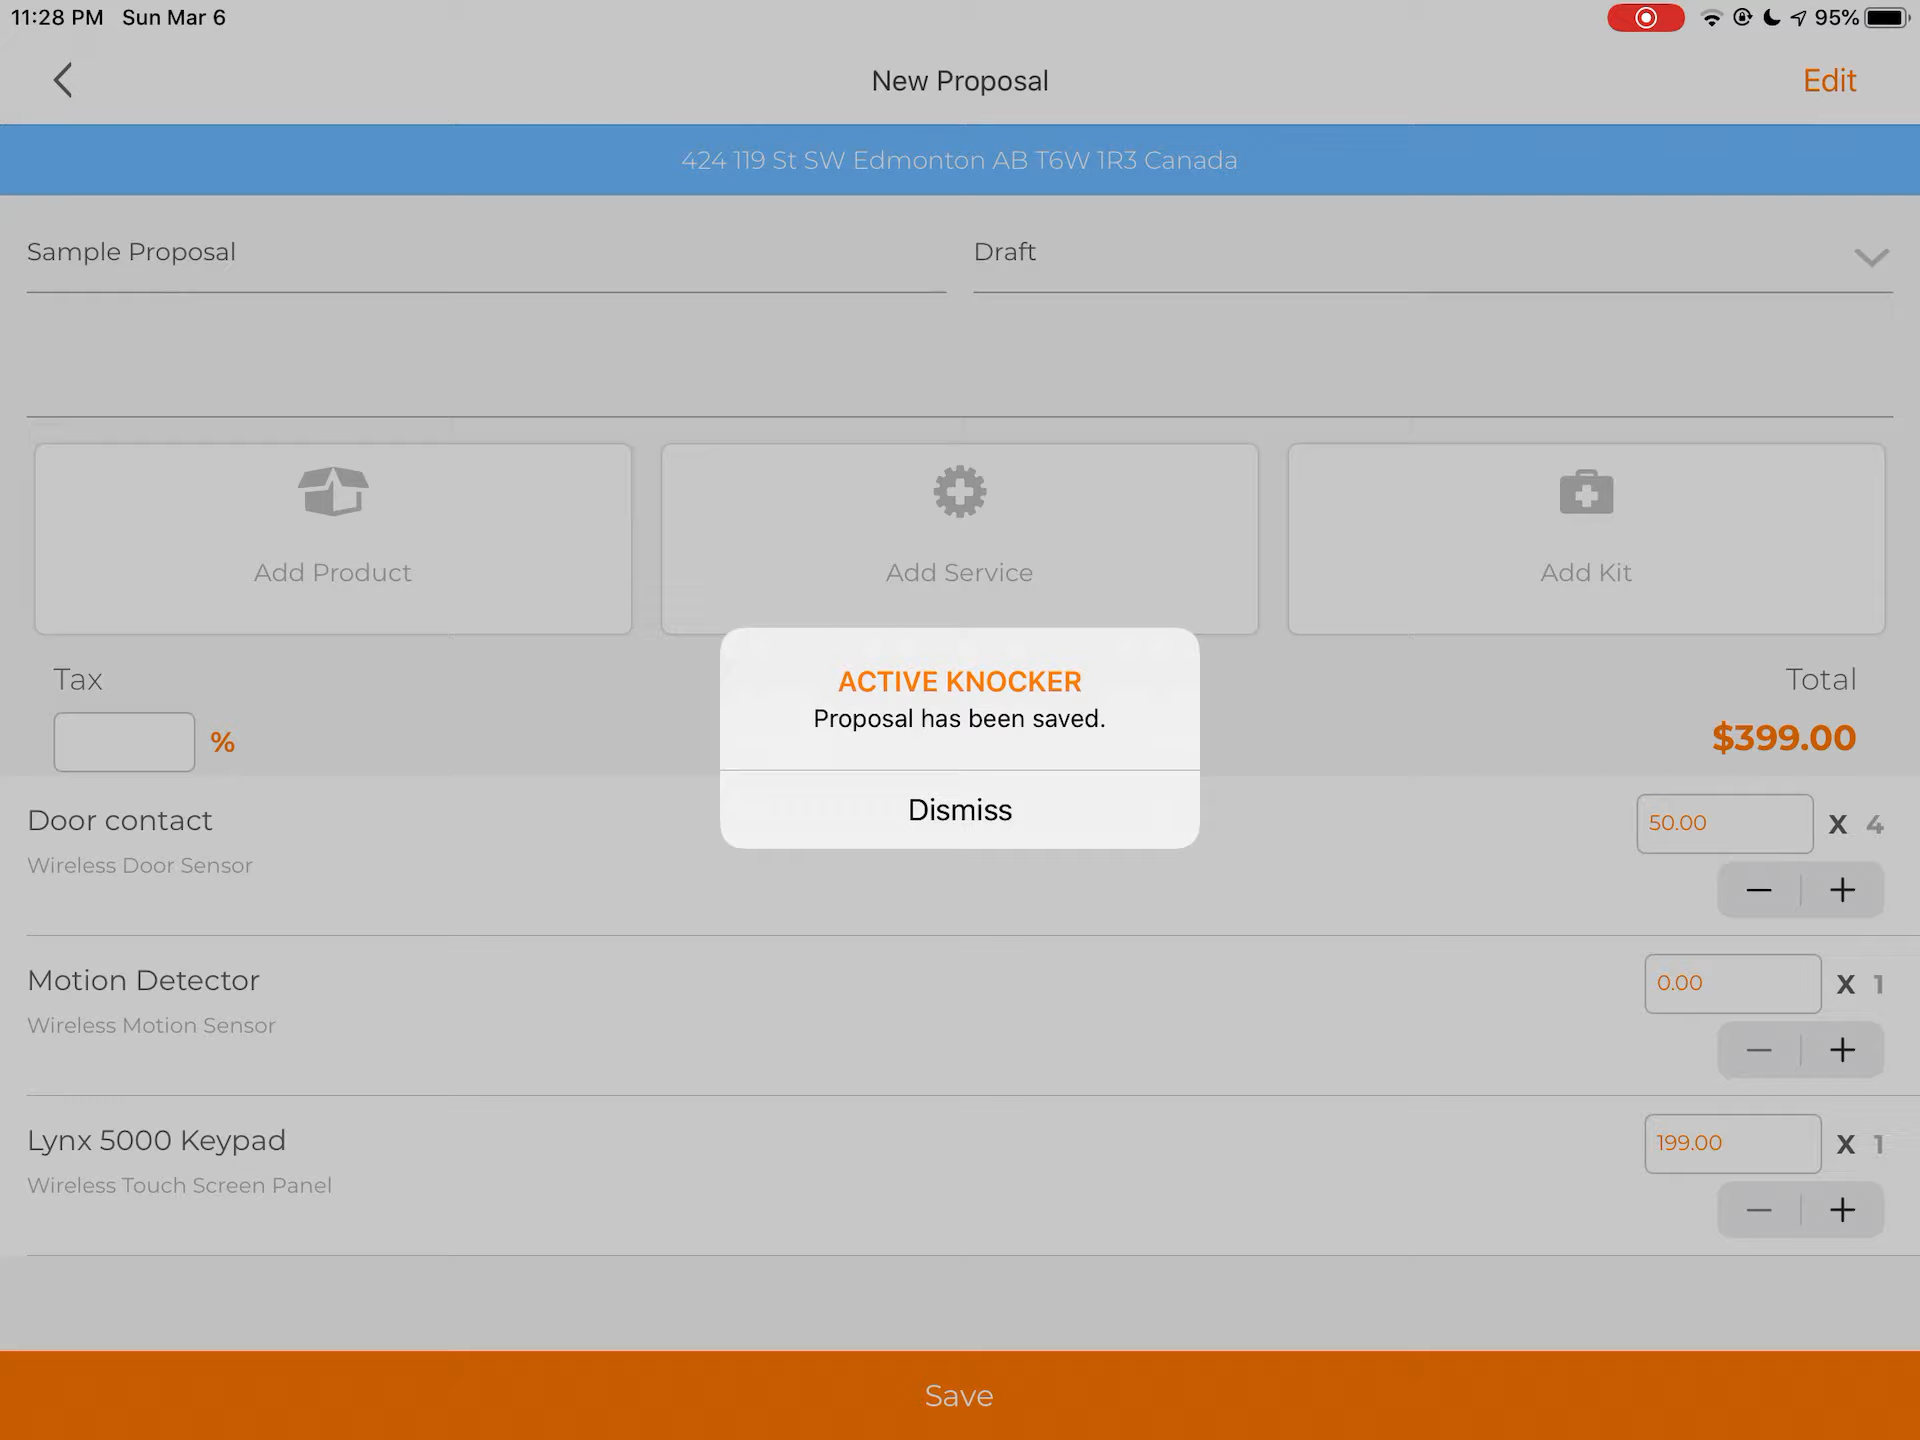 11:28 PM Sun Mar 6
95%
New Proposal
Edit
424 119 St SW Edmonton AB T6W 1R3 Canada
Sample Proposal
Draft
Add Product
Add Service
Add Kit
Tax
%
Total
$399.00
ACTIVE KNOCKER
Proposal has been saved.
Dismiss
Door contact
Wireless Door Sensor
50.00 X 4
Motion Detector
Wireless Motion Sensor
0.00 X 1
Lynx 5000 Keypad
Wireless Touch Screen Panel
199.00 X 1
Save